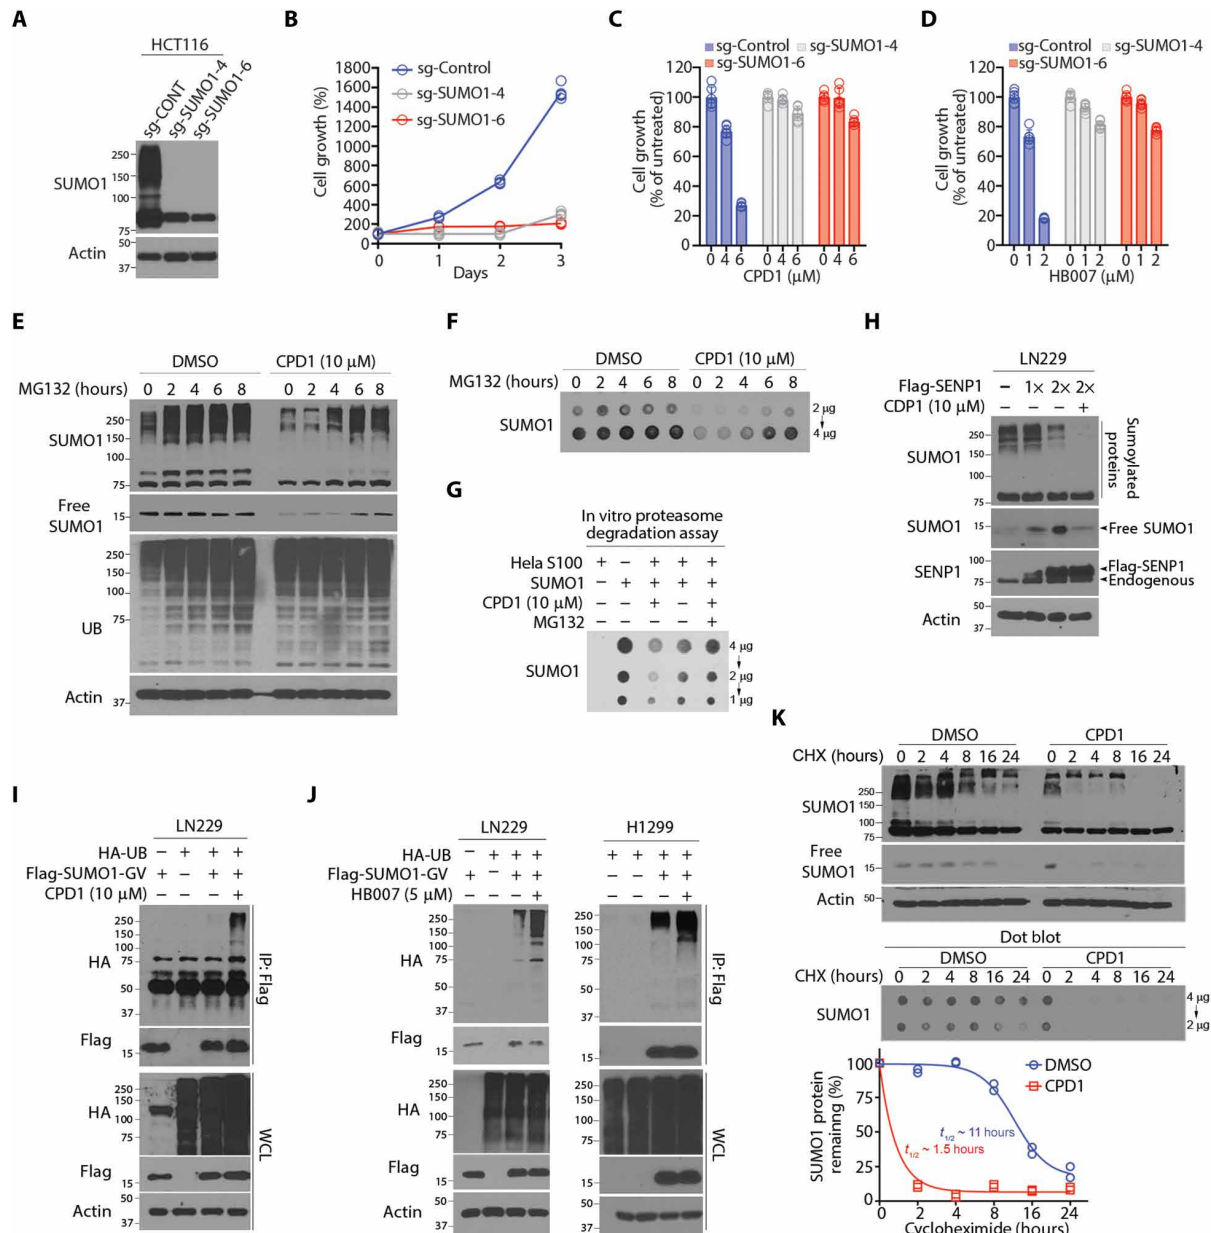 A
HCT116
sg-CONT
sg-SUMO1-4
sg-SUMO1-6
250
SUMO1 150
100
75
50
Actin
37
B
sg-Control
sg-SUMO1-4
sg-SUMO1-6
Cell growth (%)
1800
1600
1400
1200
1000
800
600
400
200
0
0 1 2 3
Days
C
sg-Control sg-SUMO1-4
sg-SUMO1-6
Cell growth
(% of untreated)
120
100
80
60
40
20
0
0 4 6 0 4 6 0 4 6
CPD1 (μM)
D
sg-Control sg-SUMO1-4
sg-SUMO1-6
Cell growth
(% of untreated)
120
100
80
60
40
20
0
0 1 2 0 1 2 0 1 2
HB007 (μM)
E
DMSO CPD1 (10 μM)
MG132 (hours) 0 2 4 6 8 0 2 4 6 8
250
SUMO1 150
100
75
Free
SUMO1 15
250
150
100
75
UB
Actin
37
F
DMSO CPD1 (10 μM)
MG132 (hours) 0 2 4 6 8 0 2 4 6 8
2 μg
SUMO1
4 μg
G
In vitro proteasome
degradation assay
Hela S100 + − + + +
SUMO1 − + + + +
CPD1 (10 μM) − − + − +
MG132 − − − − +
4 μg
SUMO1 2 μg
1 μg
H
LN229
Flag-SENP1 − 1× 2× 2×
CDP1 (10 μM) − − − +
250
SUMO1 150
100
75
Sumoylated
proteins
SUMO1 15 Free SUMO1
100
SENP1 75
Flag-SENP1
Endogenous
50
Actin
37
I
LN229
HA-UB − + + +
Flag-SUMO1-GV + − + +
CPD1 (10 μM) − − − +
250
150
100
HA 75
50
37
Flag 15
IP: Flag
250
150
HA 100
75
Flag 15
50
Actin
37
J
LN229 H1299
HA-UB − + + + + + + +
Flag-SUMO1-GV + − + + − − + +
HB007 (5 μM) − − − + − − − +
250
150
100
HA 75
50
37
Flag 15
250
150
100
75
50
37
15
IP: Flag
250
150
HA 100
75
Flag 15
50
Actin
37
250
150
100
75
15
50
37
WCL
K
DMSO CPD1
CHX (hours) 0 2 4 8 16 24 0 2 4 8 16 24
250
SUMO1 150
100
75
Free
SUMO1 15
Actin 50
Dot blot
DMSO CPD1
CHX (hours) 0 2 4 8 16 24 0 2 4 8 16 24
4 μg
SUMO1
2 μg
SUMO1 protein
remainng (%)
100
75
50
25
0
DMSO
CPD1
t1/2 ~ 11 hours
t1/2 ~ 1.5 hours
0 2 4 8 16 24
Cycloheximide (hours)